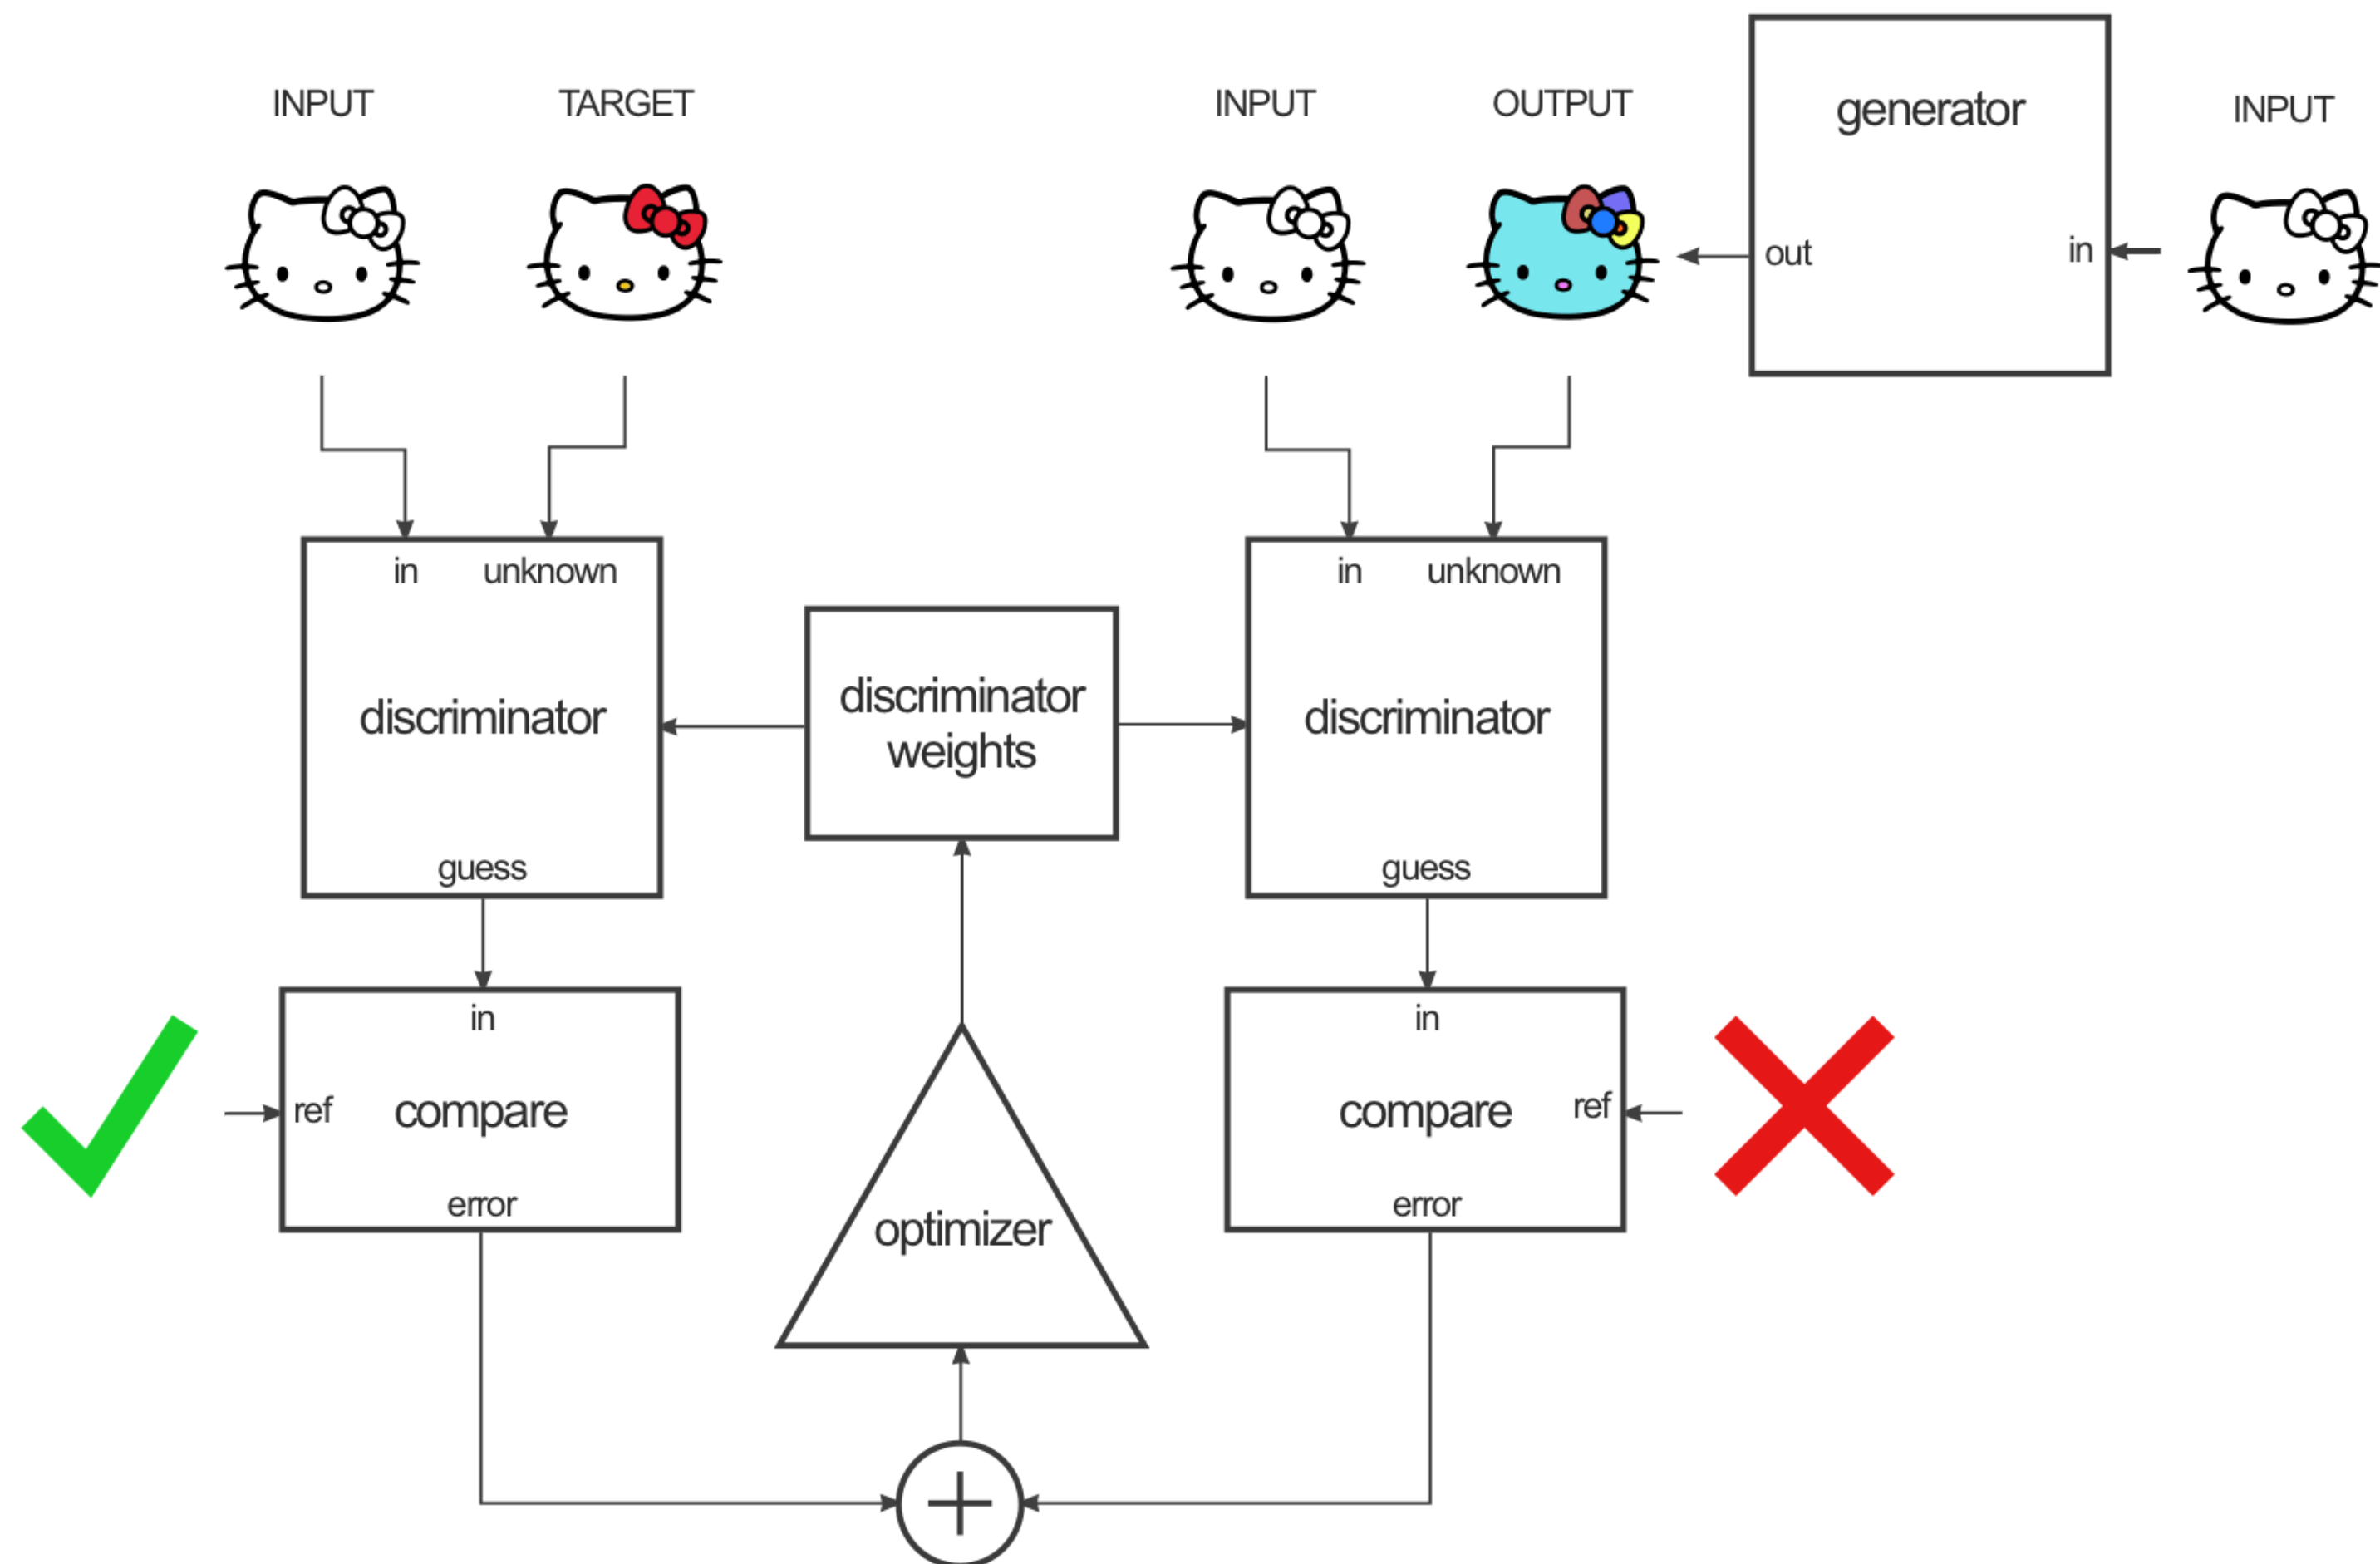 INPUT
TARGET
INPUT
OUTPUT
generator
INPUT
out
in
in unknown
in unknown
discriminator
discriminator
weights
discriminator
guess
guess
in
in
ref
compare
compare
ref
error
optimizer
error